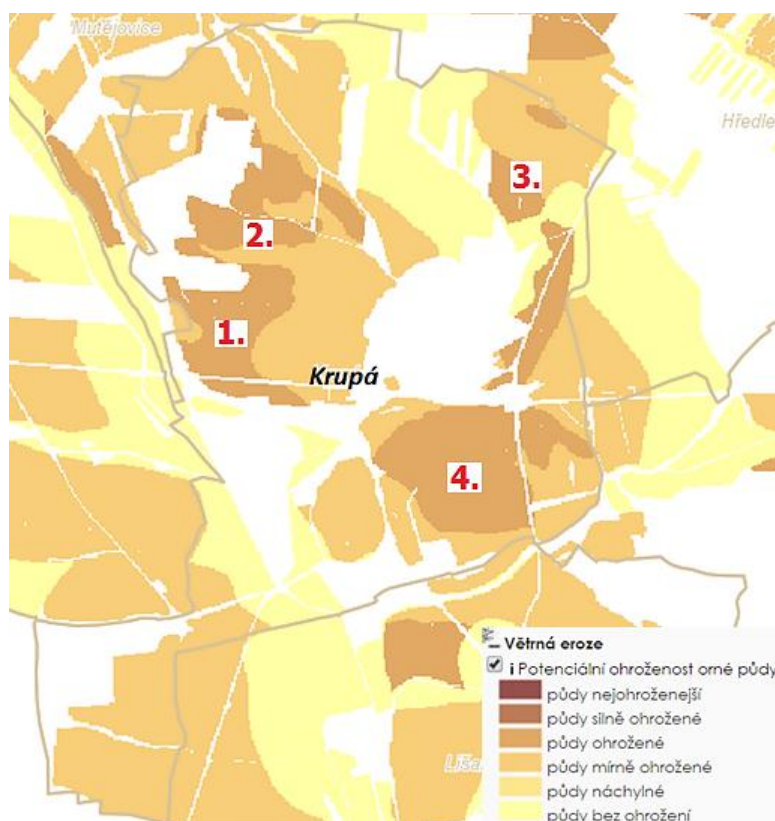 Mutějovice
Hředle
3.
2.
1.
Krupá
4.
Větrná eroze
i Potenciální ohroženost orné půdy
půdy nejohroženější
půdy silně ohrožené
půdy ohrožené
půdy mírně ohrožené
půdy náchylné
půdy bez ohrožení